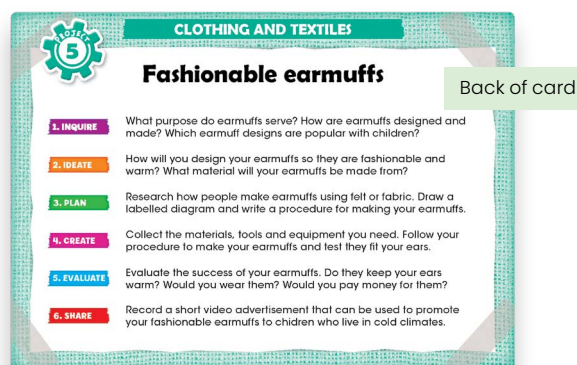 PROJECT
5
CLOTHING AND TEXTILES
Fashionable earmuffs
Back of card
1. INQUIRE
What purpose do earmuffs serve? How are earmuffs designed and
made? Which earmuff designs are popular with children?
2. IDEATE
How will you design your earmuffs so they are fashionable and
warm? What material will your earmuffs be made from?
3. PLAN
Research how people make earmuffs using felt or fabric. Draw a
labelled diagram and write a procedure for making your earmuffs.
4. CREATE
Collect the materials, tools and equipment you need. Follow your
procedure to make your earmuffs and test they fit your ears.
5. EVALUATE
Evaluate the success of your earmuffs. Do they keep your ears
warm? Would you wear them? Would you pay money for them?
6. SHARE
Record a short video advertisement that can be used to promote
your fashionable earmuffs to chidren who live in cold climates.